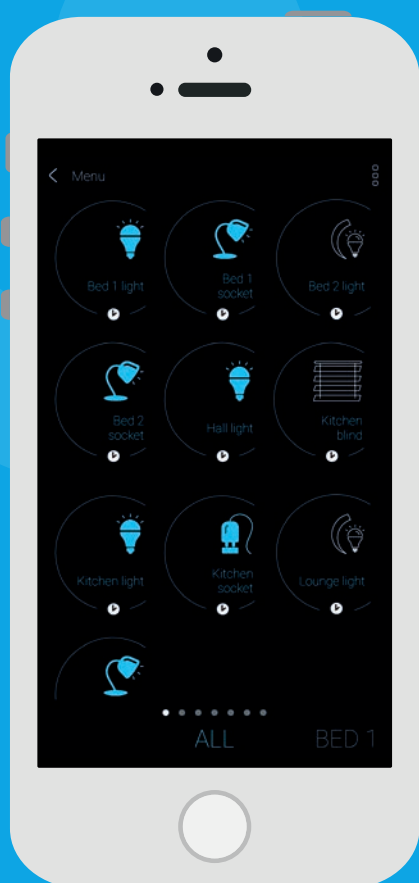 Menu
Bed 1 light
Bed 1
socket
Bed 2 light
Bed 2
socket
Hall light
Kitchen
blind
Kitchen light
Kitchen
socket
Lounge light
ALL
BED 1